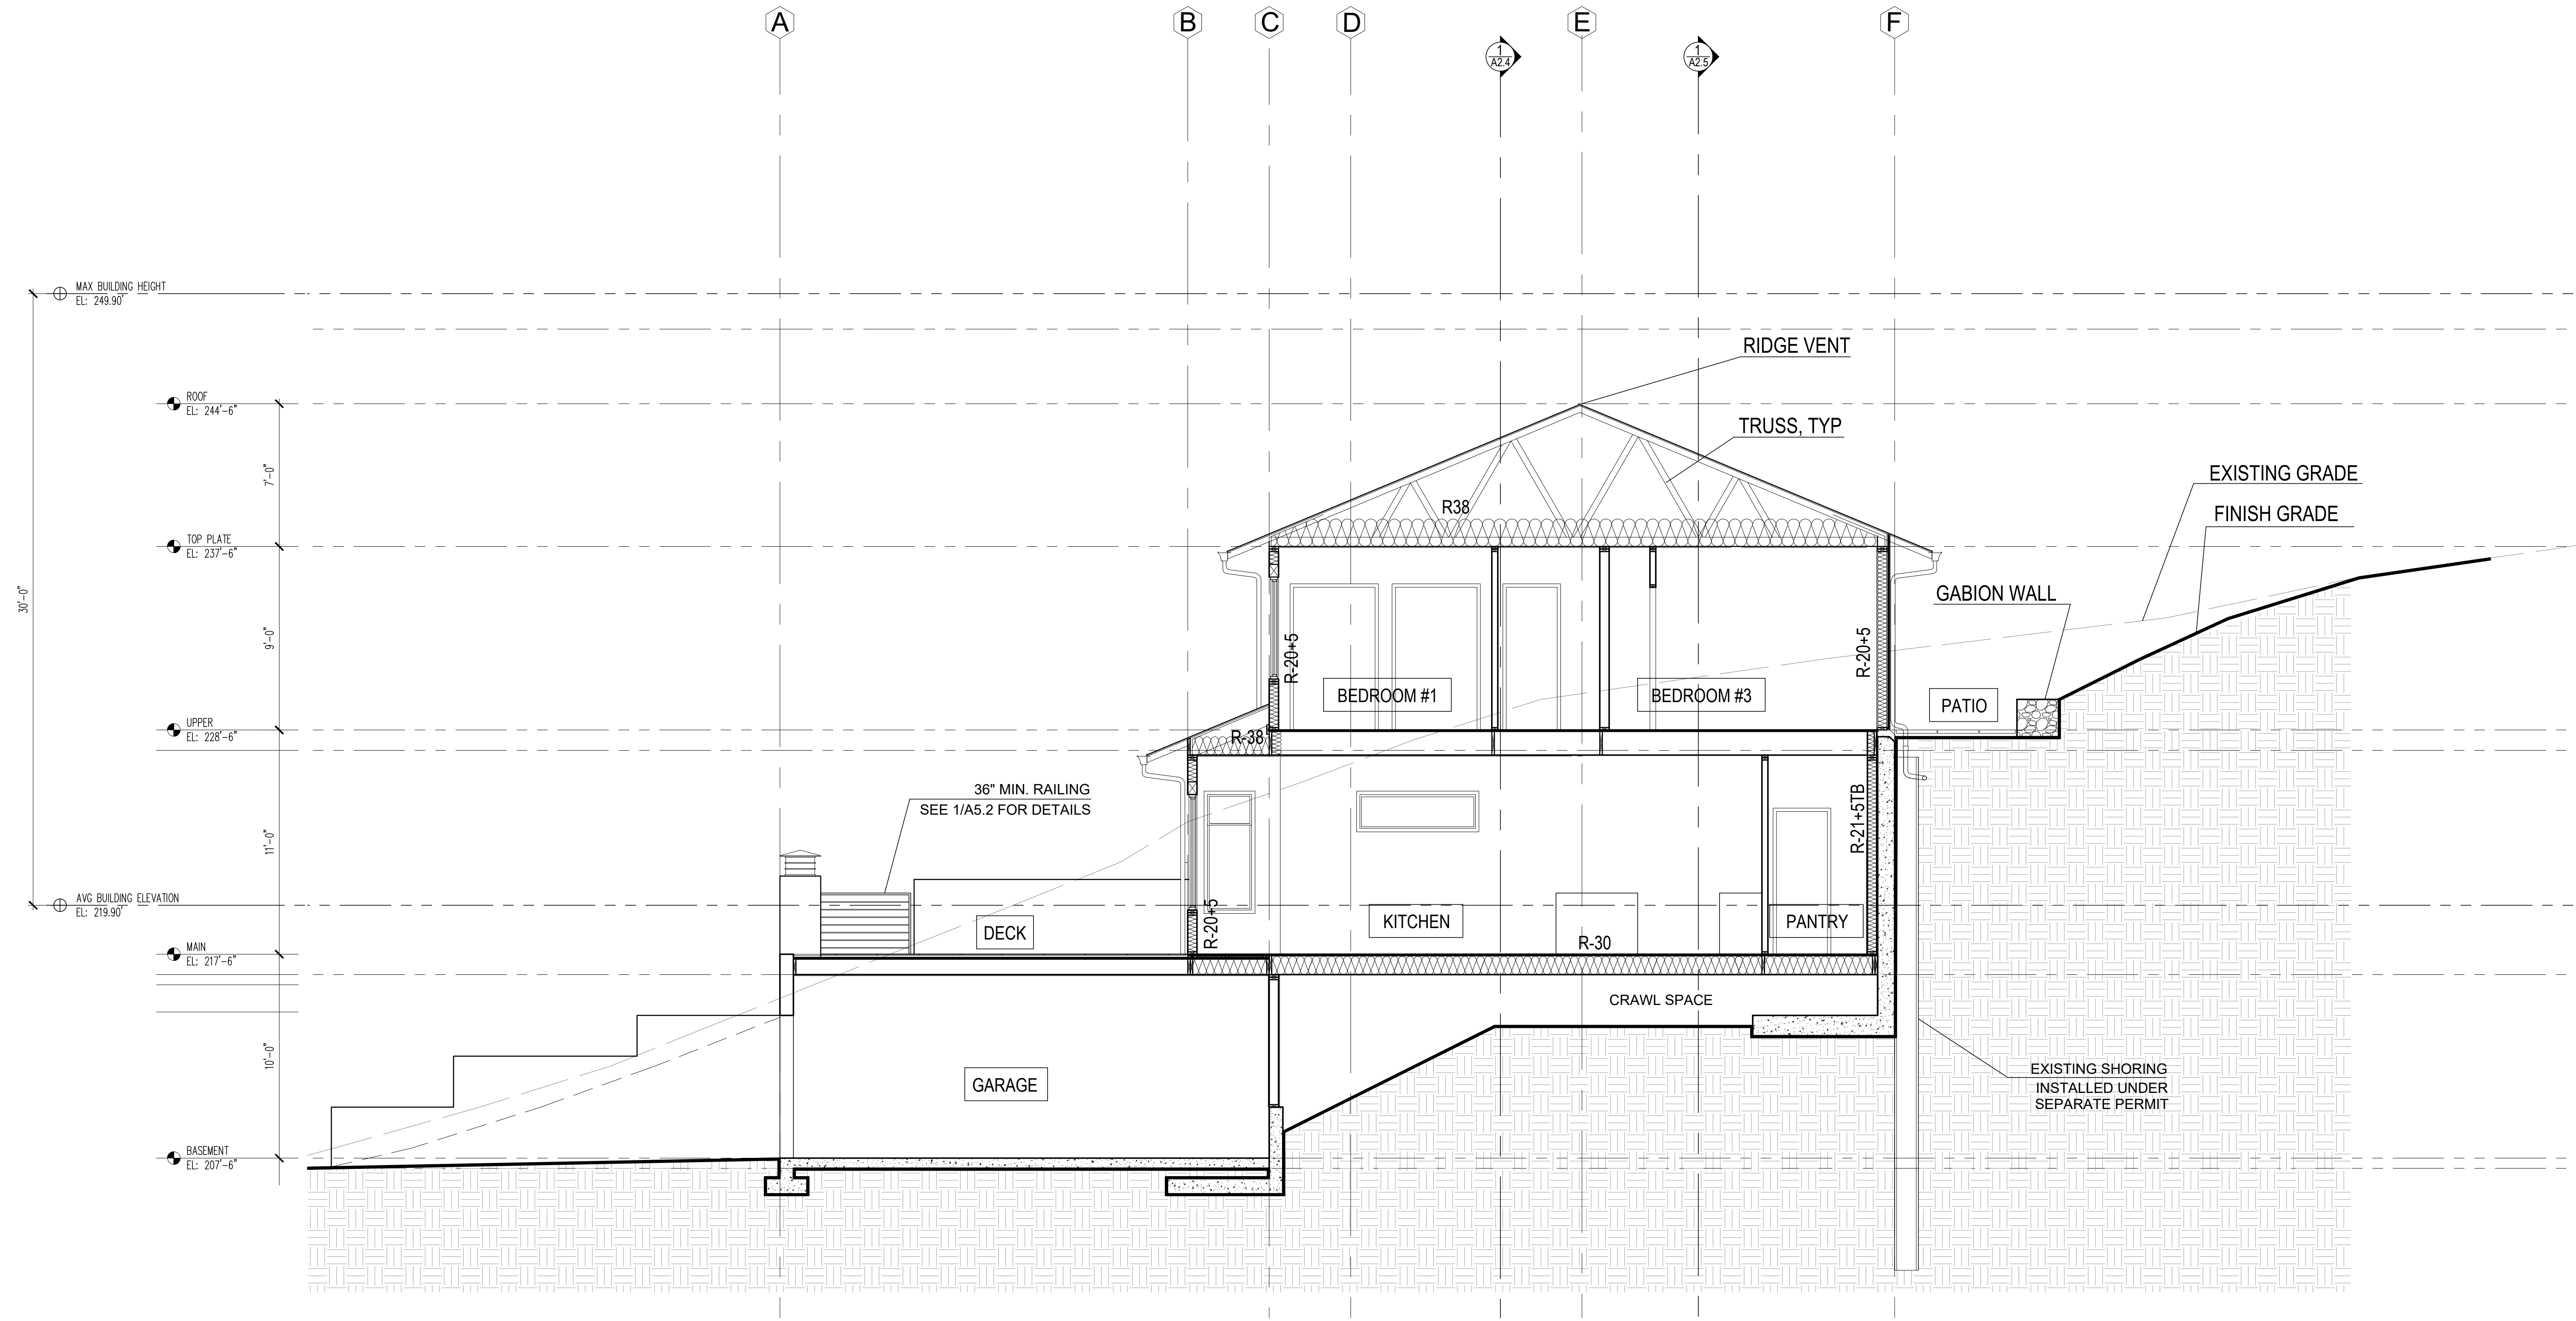 A
B
C
D
E
F
1
A2.4
1
A2.5
MAX BUILDING HEIGHT
EL: 249.90'
RIDGE VENT
ROOF
EL: 244'-6"
TRUSS, TYP
7'-0"
EXISTING GRADE
R38
FINISH GRADE
TOP PLATE
EL: 237'-6"
30'-0"
GABION WALL
9'-0"
R-20+5
R-20+5
BEDROOM #1
BEDROOM #3
PATIO
UPPER
EL: 228'-6"
R-38
36" MIN. RAILING
SEE 1/A5.2 FOR DETAILS
R-21+5TB
11'-0"
AVG BUILDING ELEVATION
EL: 219.90'
R-20+5
DECK
KITCHEN
PANTRY
R-30
MAIN
EL: 217'-6"
CRAWL SPACE
10'-0"
GARAGE
EXISTING SHORING
INSTALLED UNDER
SEPARATE PERMIT
BASEMENT
EL: 207'-6"